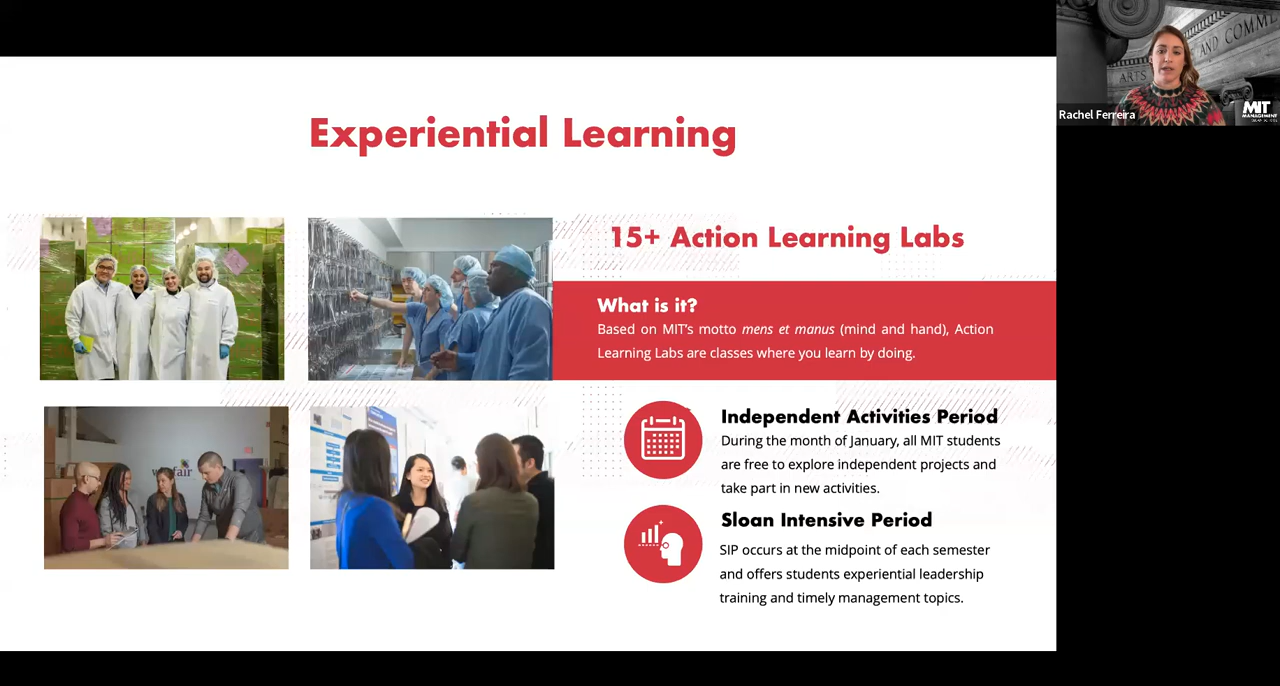 Experiential Learning
15+ Action Learning Labs
What is it?
Based on MIT's motto mens et manus (mind and hand), Action
Learning Labs are classes where you learn by doing.
Independent Activities Period
During the month of January, all MIT students
are free to explore independent projects and
take part in new activities.
Sloan Intensive Period
SIP occurs at the midpoint of each semester
and offers students experiential leadership
training and timely management topics.
ARTS
AND COMME
Rachel Ferreira
MIT
MANAGEMENT